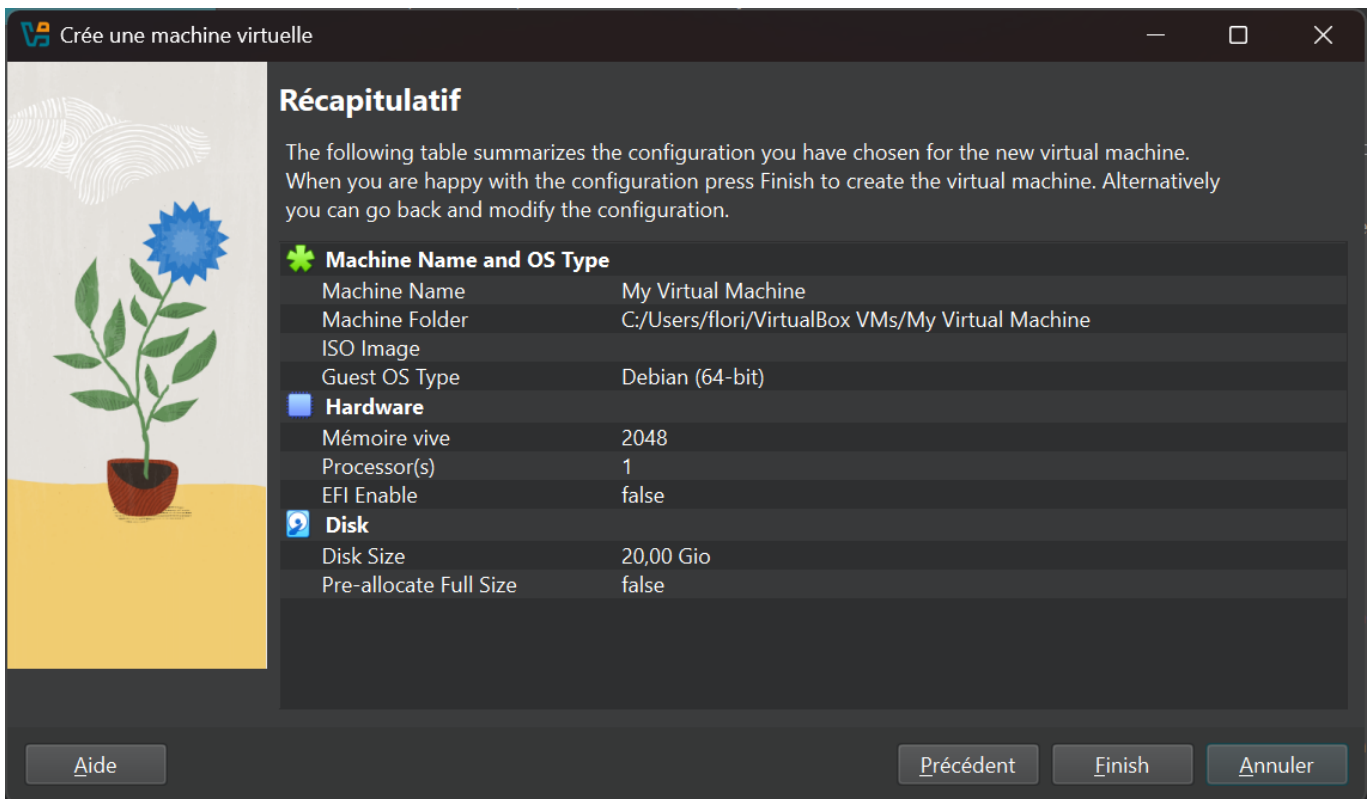 Crée une machine virtuelle
Récapitulatif
The following table summarizes the configuration you have chosen for the new virtual machine.
When you are happy with the configuration press Finish to create the virtual machine. Alternatively
you can go back and modify the configuration.
Machine Name and OS Type
Machine Name My Virtual Machine
Machine Folder C:/Users/flori/VirtualBox VMs/My Virtual Machine
ISO Image
Guest OS Type Debian (64-bit)
Hardware
Mémoire vive 2048
Processor(s) 1
EFI Enable false
Disk
Disk Size 20,00 Gio
Pre-allocate Full Size false
Aide Précédent Finish Annuler